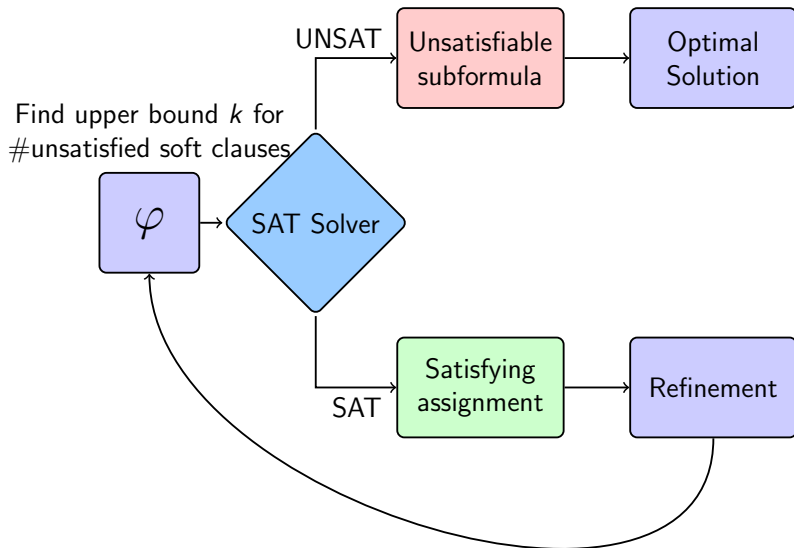 UNSAT
Unsatisfiable
subformula
Optimal
Solution
Find upper bound k for
#unsatisfied soft clauses
φ
SAT Solver
SAT
Satisfying
assignment
Refinement